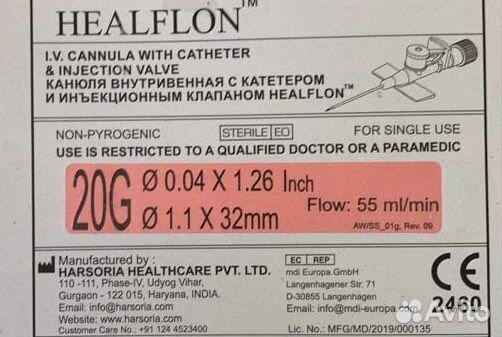 HEALFLON™
I.V. CANNULA WITH CATHETER
& INJECTION VALVE
КАНЮЛЯ ВНУТРИВЕННАЯ С КАТЕТЕРОМ
И ИНЪЕКЦИОННЫМ КЛАПАНОМ HEALFLON™
NON-PYROGENIC STERILE EO FOR SINGLE USE
USE IS RESTRICTED TO A QUALIFIED DOCTOR OR A PARAMEDIC
20G Ø 0.04 X 1.26 Inch
Ø 1.1 X 32mm Flow: 55 ml/min
AW/SS_01g, Rev. 09
Manufactured by :
HARSORIA HEALTHCARE PVT. LTD.
110 -111, Phase-IV, Udyog Vihar,
Gurgaon - 122 015, Haryana, INDIA.
Email: info@harsoria.com
www.harsoria.com
Customer Care No.: +91 124 4523400
EC REP
mdi Europa GmbH
Langenhagener Str. 71
D-30855 Langenhagen
Email: info@mdi-europa.com
Lic. No.: MFG/MD/2019/000135
CE
2460
Avito